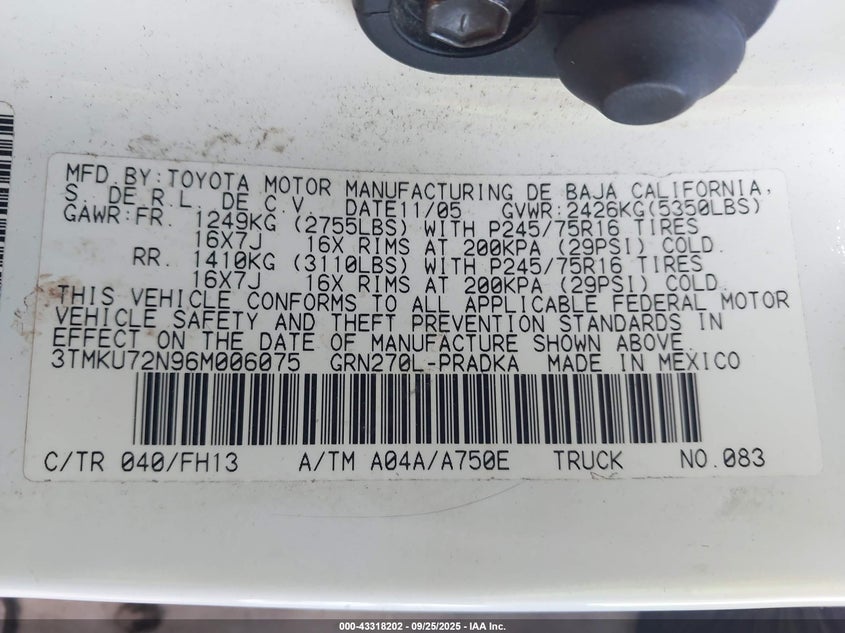 MFD BY:TOYOTA MOTOR MANUFACTURING DE BAJA CALIFORNIA,
S. DE R.L. DE C.V. DATE11/05 GVWR:2426KG(5350LBS)
GAWR:FR. 1249KG (2755LBS) WITH P245/75R16 TIRES
16X7J 16X RIMS AT 200KPA (29PSI) COLD.
RR. 1410KG (3110LBS) WITH P245/75R16 TIRES
16X7J 16X RIMS AT 200KPA (29PSI) COLD.
THIS VEHICLE CONFORMS TO ALL APPLICABLE FEDERAL MOTOR
VEHICLE SAFETY AND THEFT PREVENTION STANDARDS IN
EFFECT ON THE DATE OF MANUFACTURE SHOWN ABOVE.
3TMKU72N96M006075 GRN270L-PRADKA MADE IN MEXICO
C/TR 040/FH13 A/TM A04A/A750E TRUCK NO.083
000-43318202 - 09/25/2025 - IAA Inc.